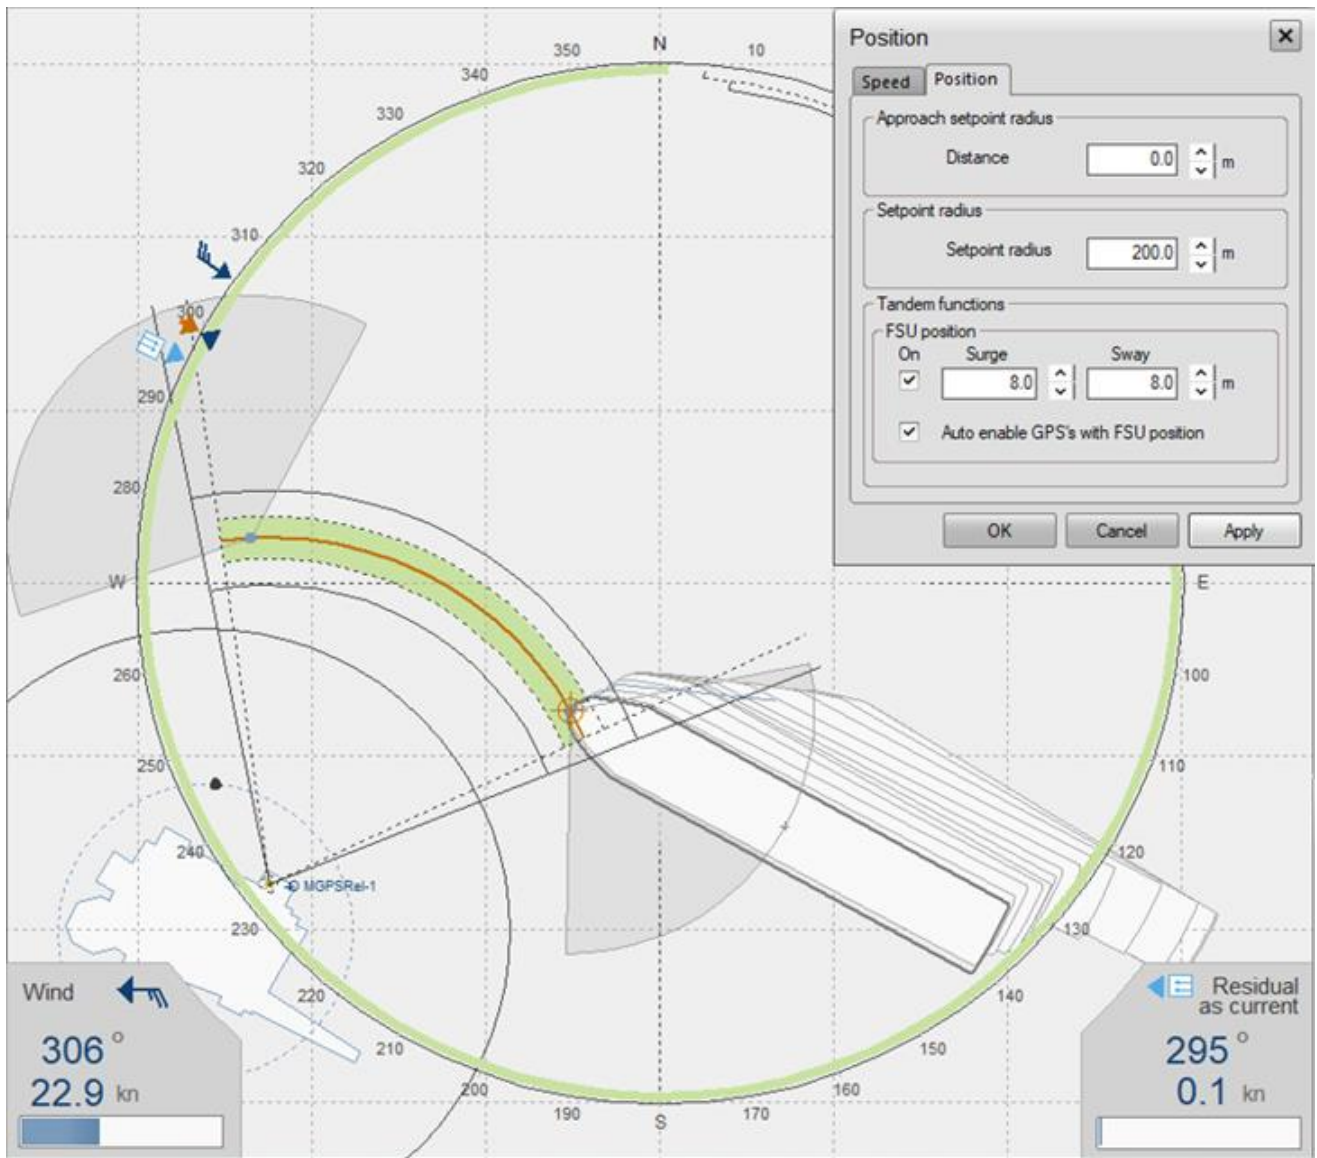 350
N
10
340
330
320
310
300
290
280
W
260
250
240
MGPSRel-1
230
220
210
200
190
S
170
160
150
140
130
120
110
100
E
Position
Speed
Position
Approach setpoint radius
Distance 0.0 m
Setpoint radius
Setpoint radius 200.0 m
Tandem functions
FSU position
On Surge Sway
8.0 8.0 m
Auto enable GPS's with FSU position
OK Cancel Apply
Wind
306 °
22.9 kn
Residual
as current
295 °
0.1 kn